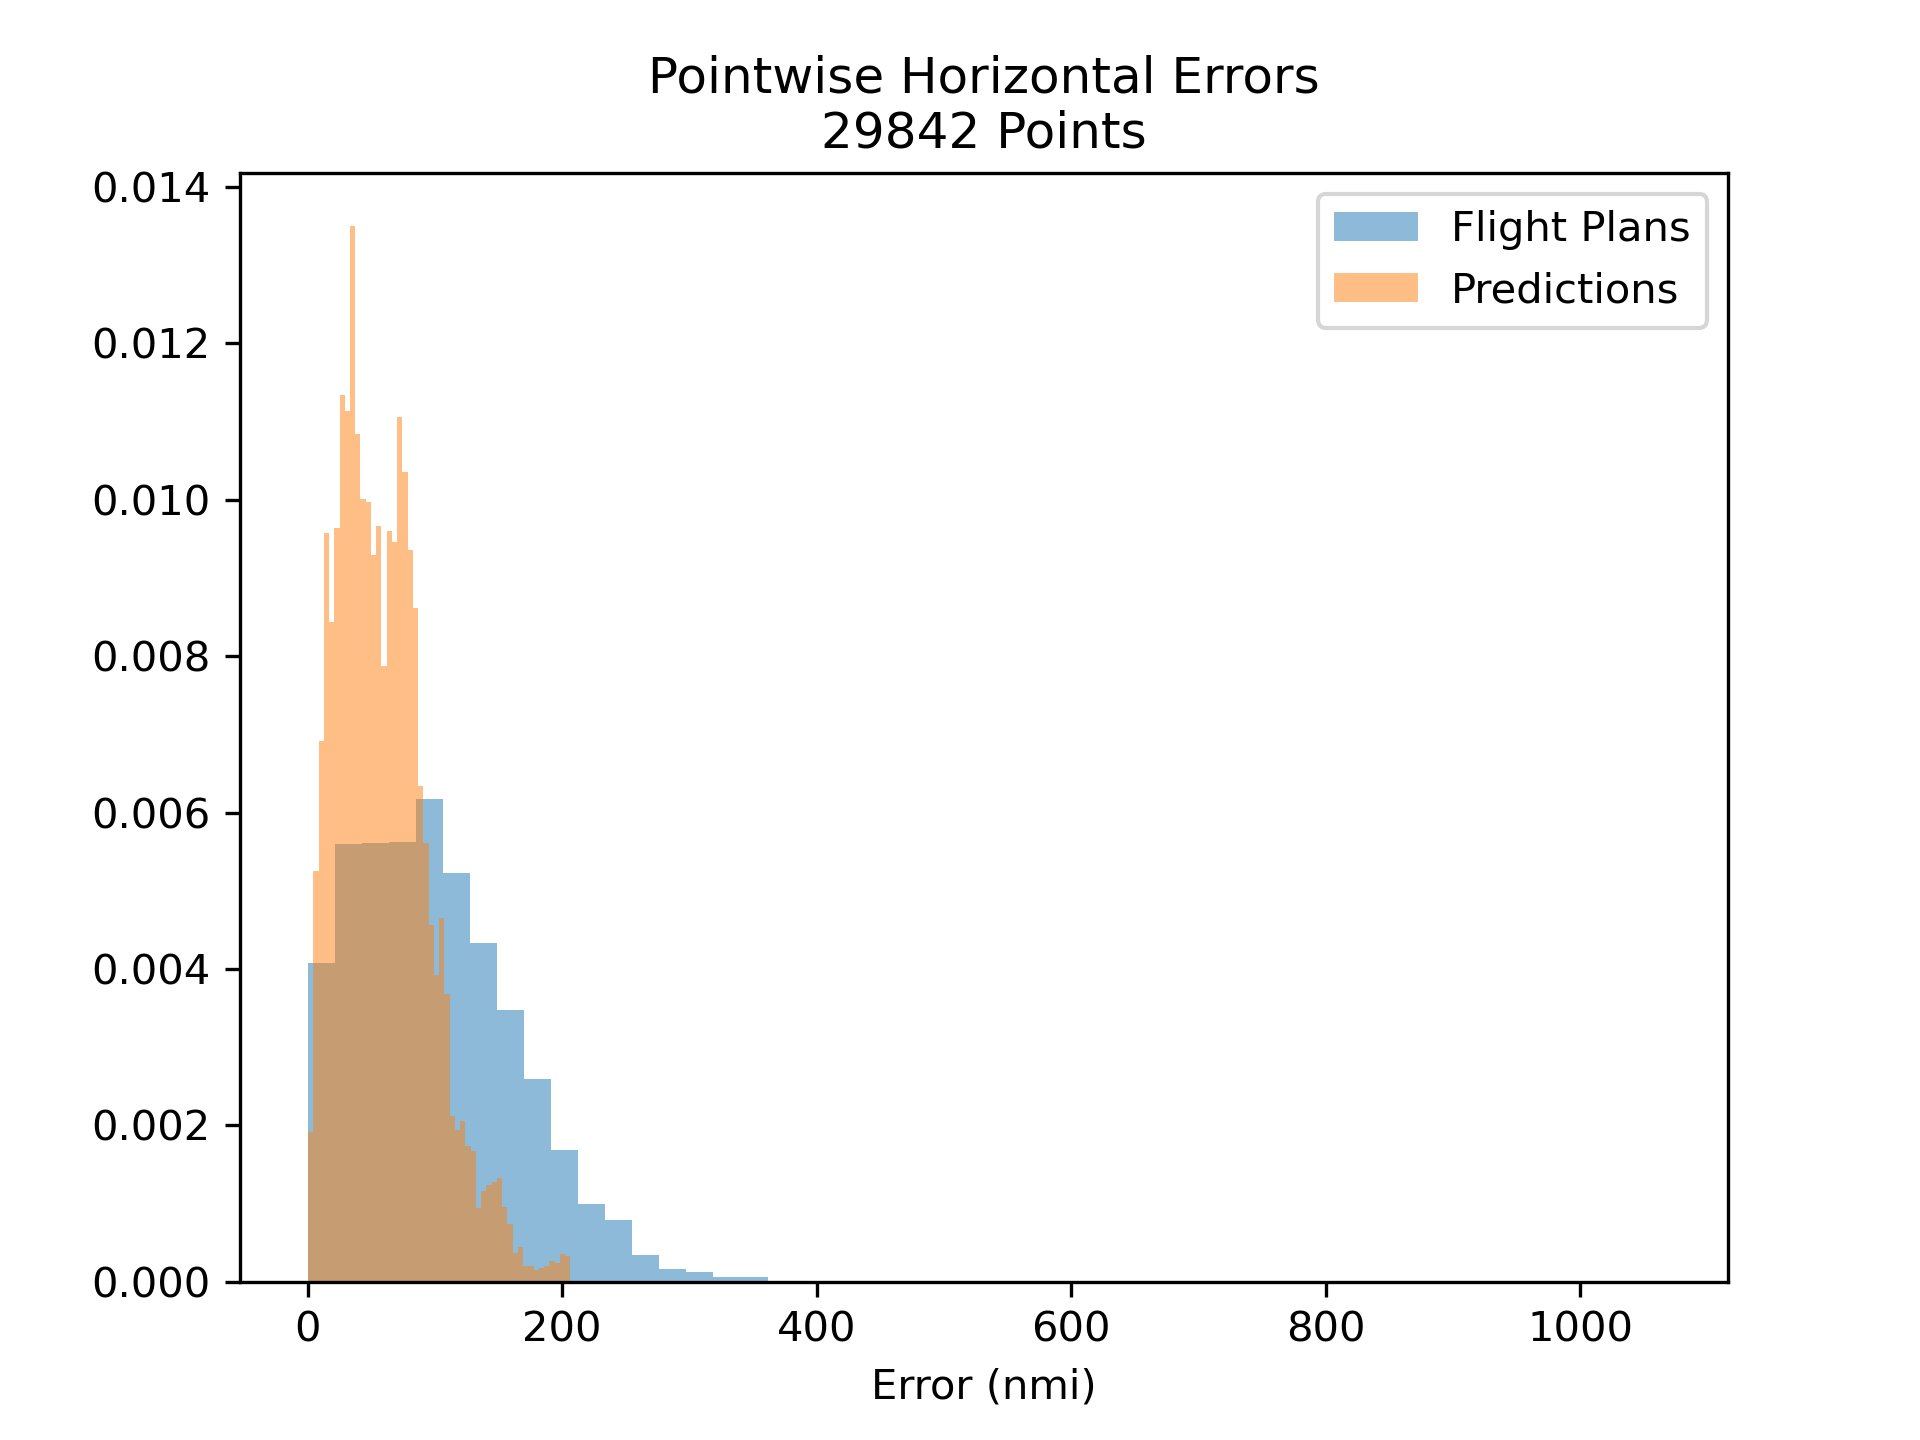 Pointwise Horizontal Errors
29842 Points
0.014
0.012
0.010
0.008
0.006
0.004
0.002
0.000
Flight Plans
Predictions
0 200 400 600 800 1000
Error (nmi)